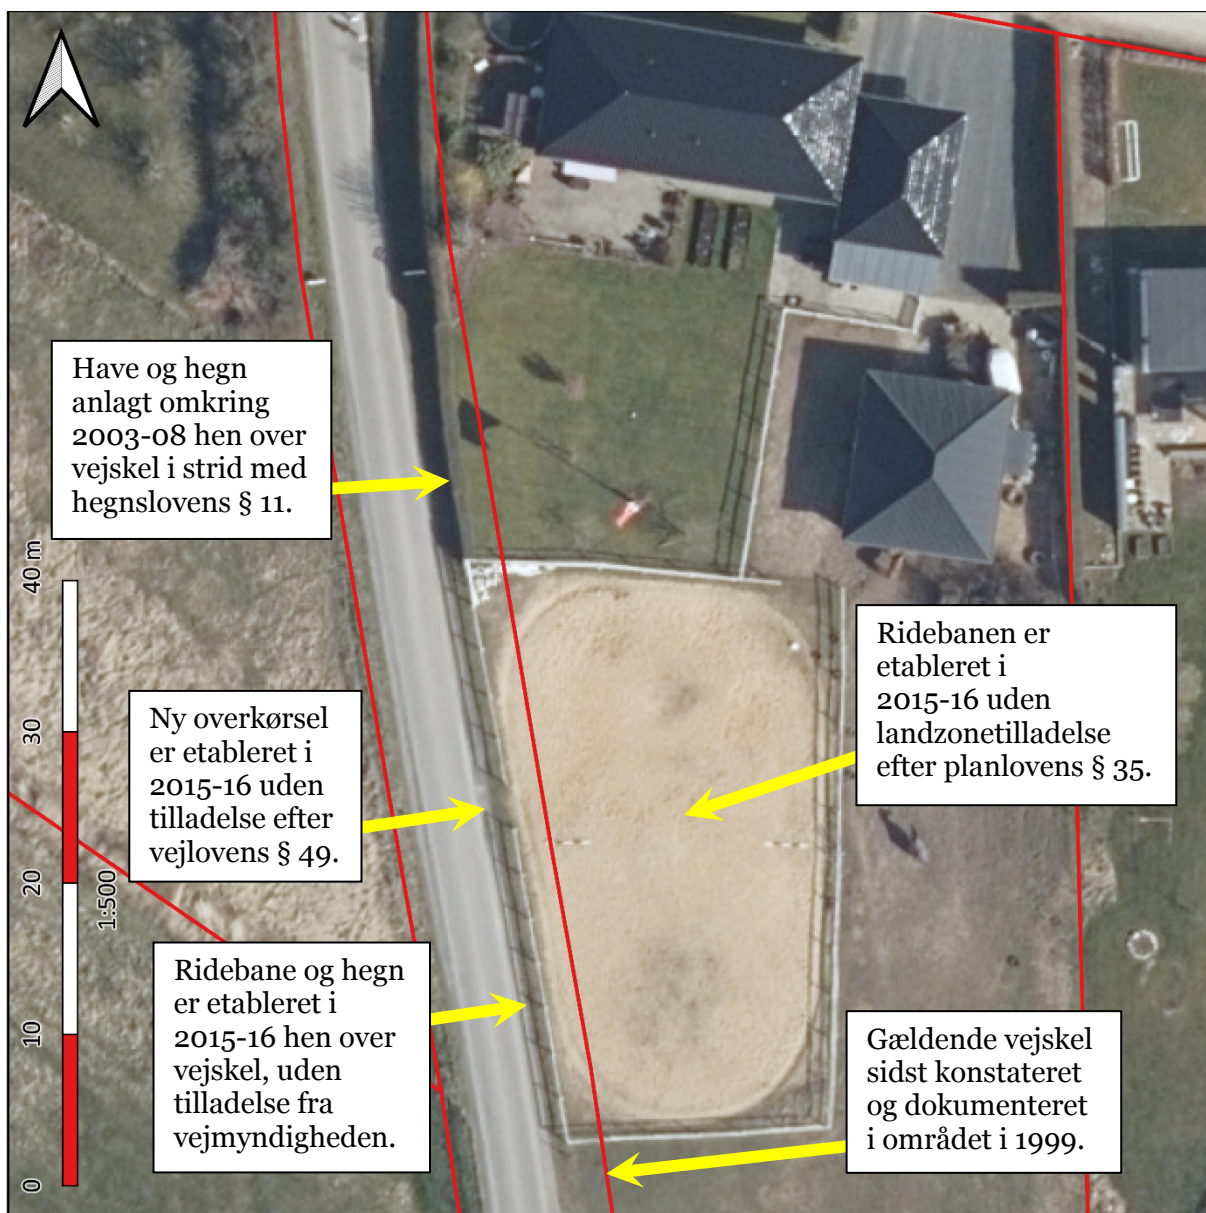 Have og hegn
anlagt omkring
2003-08 hen over
vejskel i strid med
hegnslovens § 11.
Ridebanen er
etableret i
2015-16 uden
landzonetilladelse
efter planlovens § 35.
Ny overkørsel
er etableret i
2015-16 uden
tilladelse efter
vejlovens § 49.
Ridebane og hegn
er etableret i
2015-16 hen over
vejskel, uden
tilladelse fra
vejmyndigheden.
Gældende vejskel
sidst konstateret
og dokumenteret
i området i 1999.
40 m
30
20
10
0
1:500